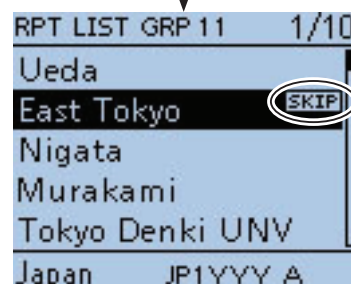 RPT LIST GRP 11 1/10
Ueda
East Tokyo SKIP
Nigata
Murakami
Tokyo Denki UNV
Japan JP1YYY A